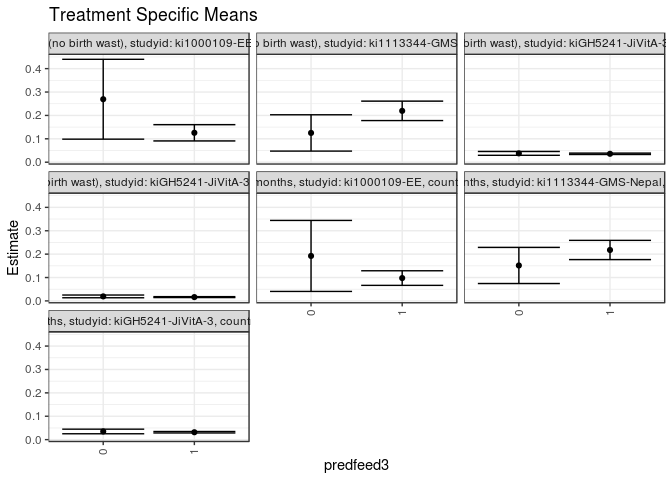 Treatment Specific Means
(no birth wast), studyid: ki1000109-EE
birth wast), studyid: ki1113344-GMS
birth wast), studyid: kiGH5241-JiVitA-3
0.4
0.3
0.2
0.1
0.0
birth wast), studyid: kiGH5241-JiVitA-3
months, studyid: ki1000109-EE, count
nths, studyid: ki1113344-GMS-Nepal,
0.4
0.3
0.2
0.1
0.0
Estimate
0
1
0
1
ths, studyid: kiGH5241-JiVitA-3, count
0.4
0.3
0.2
0.1
0.0
0
1
predfeed3